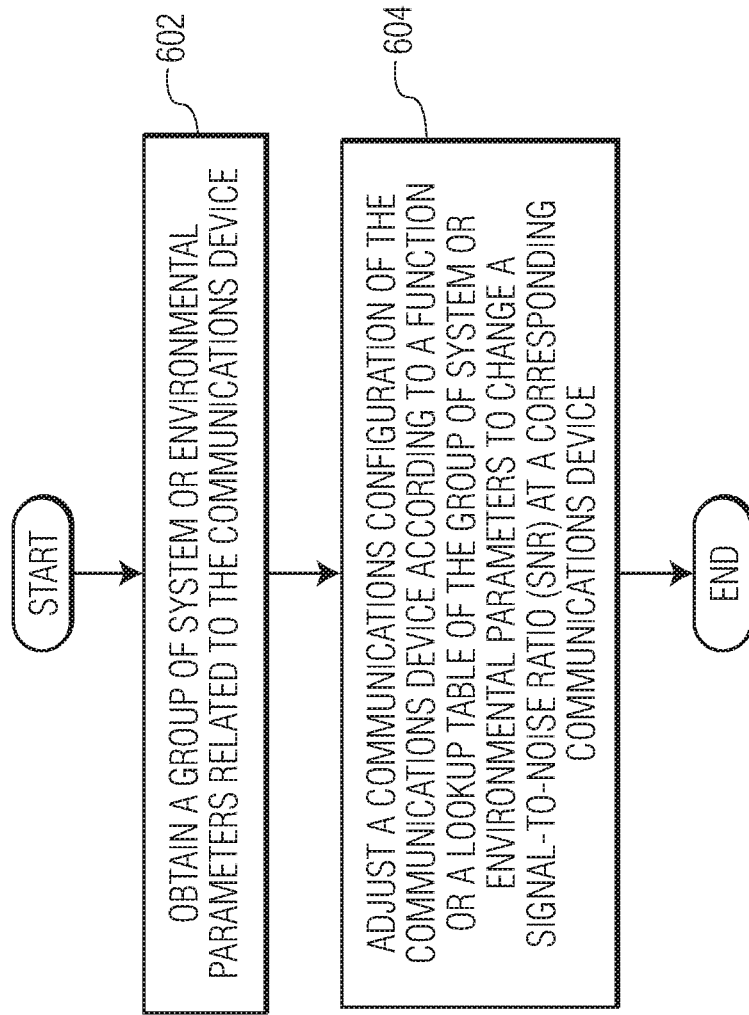 START
OBTAIN A GROUP OF SYSTEM OR ENVIRONMENTAL
PARAMETERS RELATED TO THE COMMUNICATIONS DEVICE
602
ADJUST A COMMUNICATIONS CONFIGURATION OF THE
COMMUNICATIONS DEVICE ACCORDING TO A FUNCTION
OR A LOOKUP TABLE OF THE GROUP OF SYSTEM OR
ENVIRONMENTAL PARAMETERS TO CHANGE A
SIGNAL-TO-NOISE RATIO (SNR) AT A CORRESPONDING
COMMUNICATIONS DEVICE
604
END